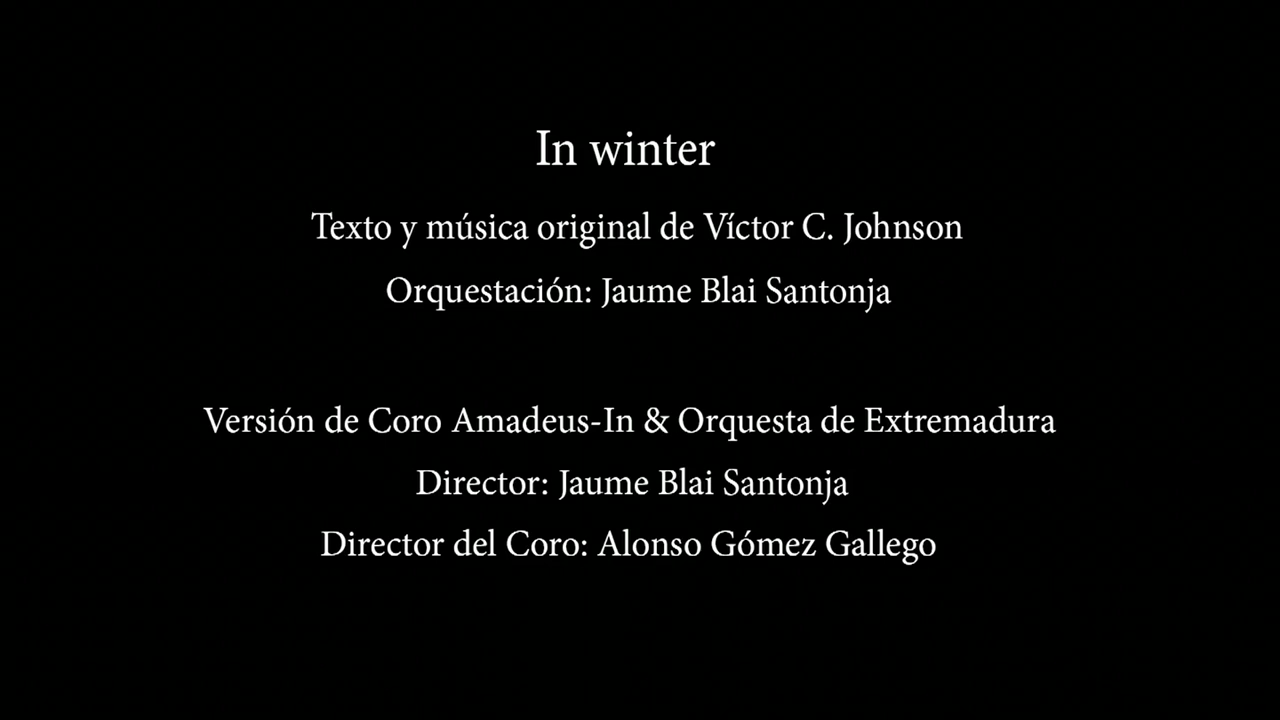 In winter
Texto y música original de Víctor C. Johnson
Orquestación: Jaume Blai Santonja
Versión de Coro Amadeus-In & Orquesta de Extremadura
Director: Jaume Blai Santonja
Director del Coro: Alonso Gómez Gallego